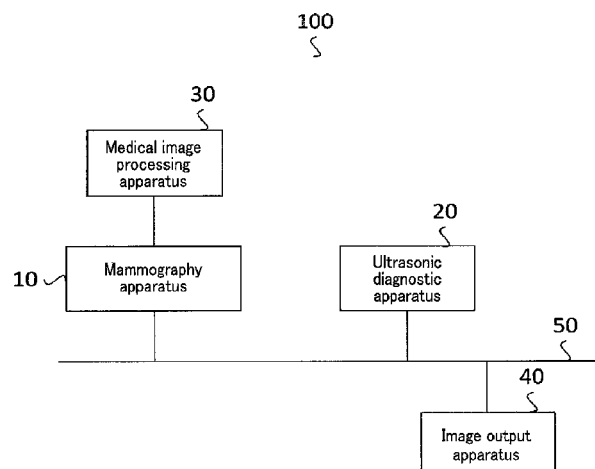 100
30
Medical image
processing
apparatus
20
10
Mammography
apparatus
Ultrasonic
diagnostic
apparatus
50
40
Image output
apparatus